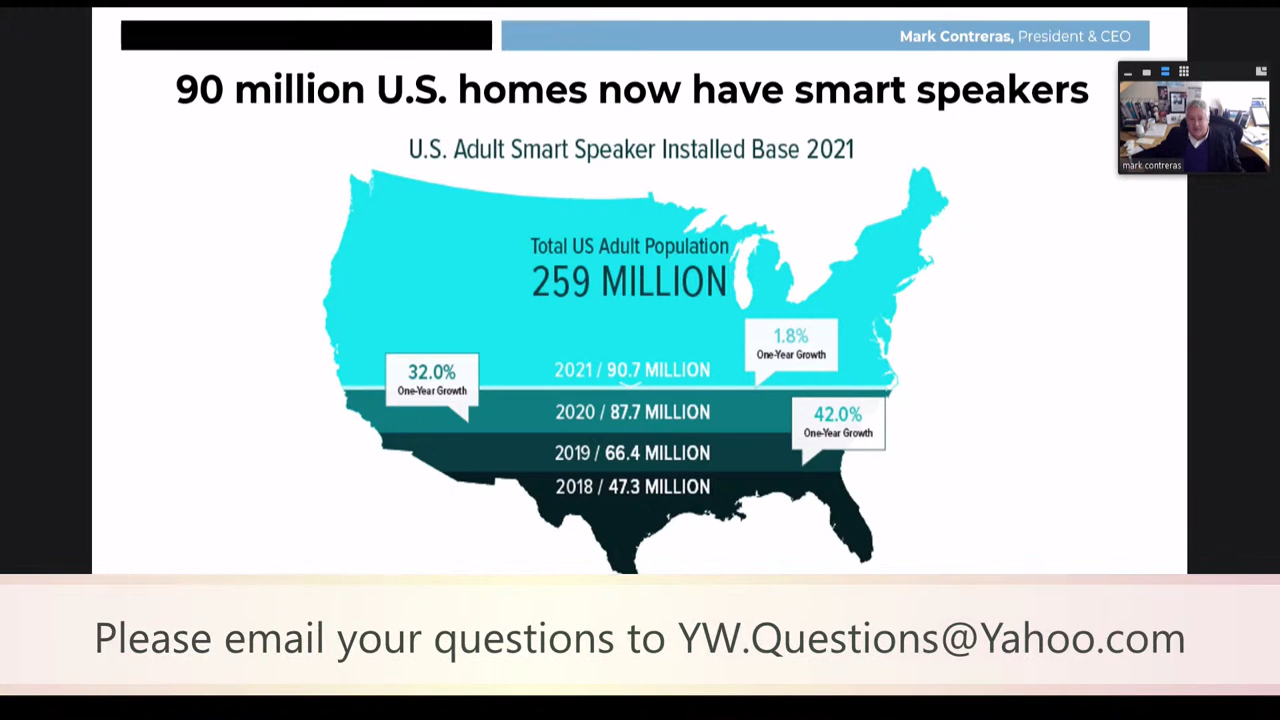 Mark Contreras, President & CEO
90 million U.S. homes now have smart speakers
mark contreras
U.S. Adult Smart Speaker Installed Base 2021
Total US Adult Population
259 MILLION
1.8%
One-Year Growth
32.0%
One-Year Growth
2021 / 90.7 MILLION
2020 / 87.7 MILLION
42.0%
One-Year Growth
2019 / 66.4 MILLION
2018 / 47.3 MILLION
Please email your questions to YW.Questions@Yahoo.com